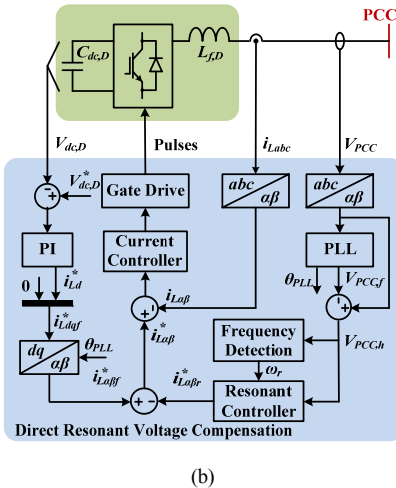 PCC
C_dc,D
L_f,D
V_dc,D
Pulses
i_Labc
V_PCC
- +
V*_dc,D
Gate Drive
abc
αβ
abc
αβ
PI
Current
Controller
PLL
0
i*_Ld
i_Lαβ
θ_PLL
V_PCC,f
+ -
- +
i*_Ldqf
i*_Lαβ
Frequency
Detection
V_PCC,h
dq
αβ
θ_PLL
ω_r
i*_Lαβf
+ -
i*_Lαβr
Resonant
Controller
Direct Resonant Voltage Compensation
(b)